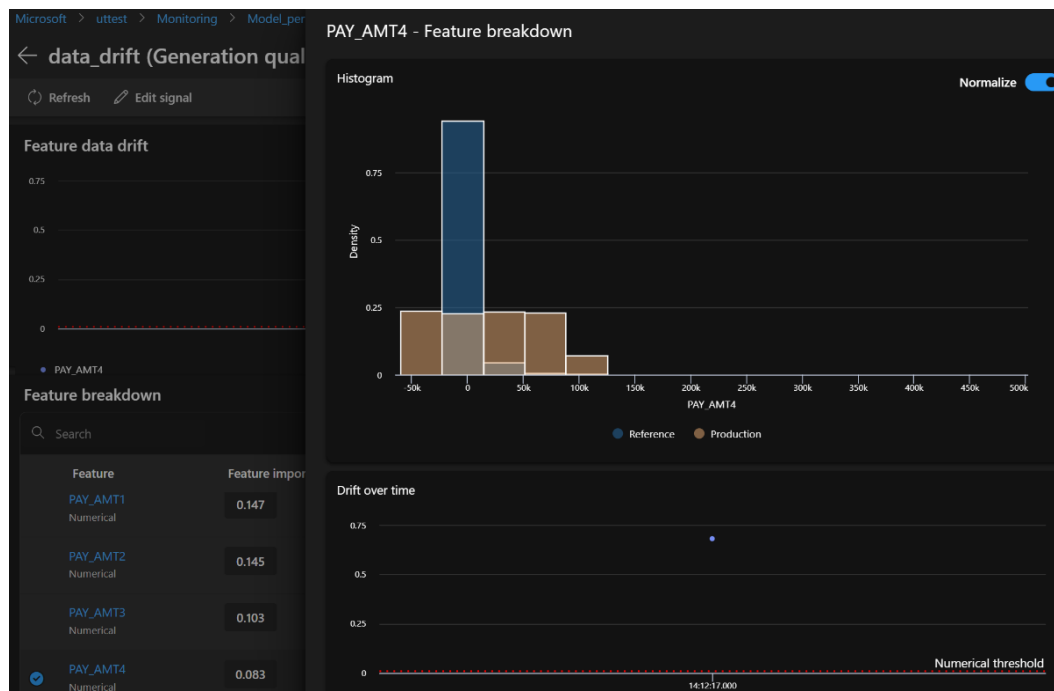 Microsoft > uttest > Monitoring > Model_per
← data_drift (Generation qual
Refresh Edit signal
Feature data drift
0.75
0.5
0.25
0
PAY_AMT4
Feature breakdown
Search
Feature Feature impor
PAY_AMT1 0.147
Numerical
PAY_AMT2 0.145
Numerical
PAY_AMT3 0.103
Numerical
PAY_AMT4 0.083
Numerical
PAY_AMT4 - Feature breakdown
Histogram
Normalize
Density
0.75
0.5
0.25
0
-50k 0 50k 100k 150k 200k 250k 300k 350k 400k 450k 500k
PAY_AMT4
Reference Production
Drift over time
0.75
0.5
0.25
0
Numerical threshold
14:12:17.000